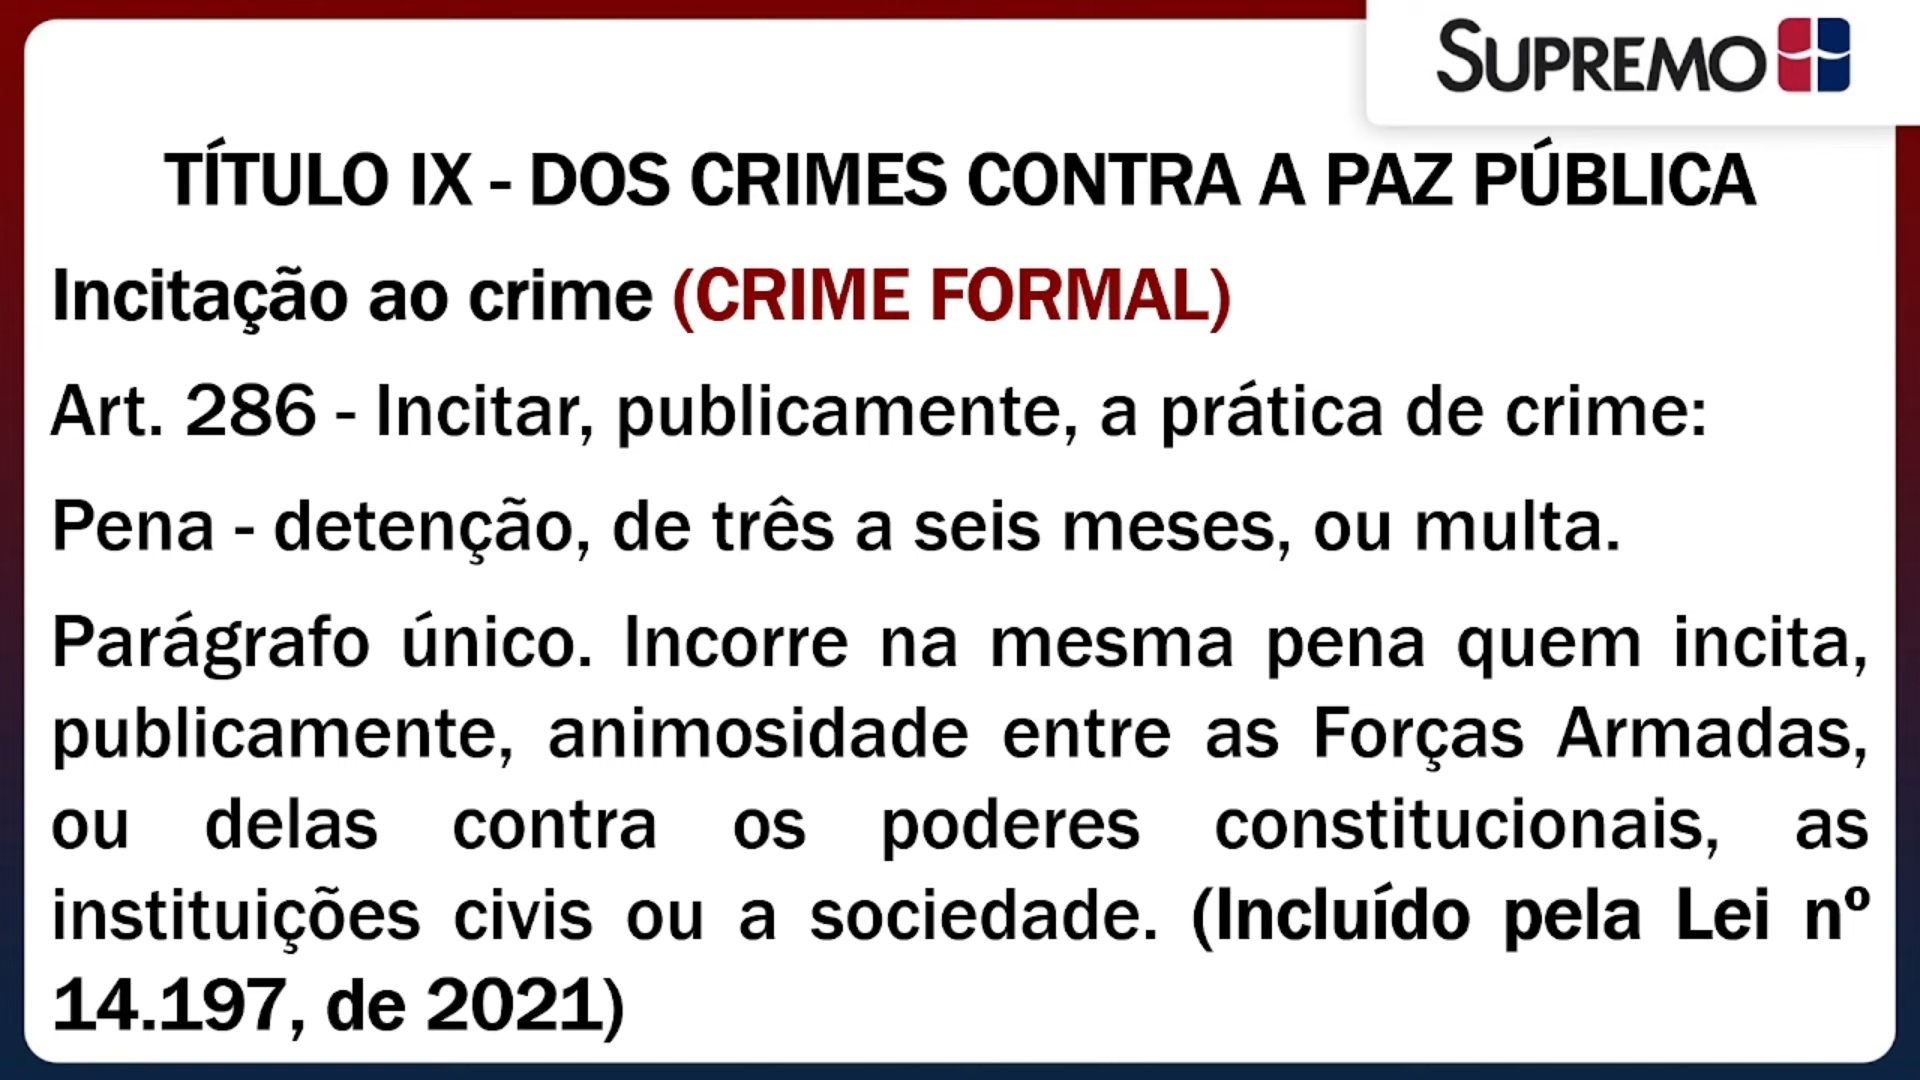 SUPREMO
TÍTULO IX - DOS CRIMES CONTRA A PAZ PÚBLICA
Incitação ao crime (CRIME FORMAL)
Art. 286 - Incitar, publicamente, a prática de crime:
Pena - detenção, de três a seis meses, ou multa.
Parágrafo único. Incorre na mesma pena quem incita,
publicamente, animosidade entre as Forças Armadas,
ou delas contra os poderes constitucionais, as
instituições civis ou a sociedade. (Incluído pela Lei nº
14.197, de 2021)